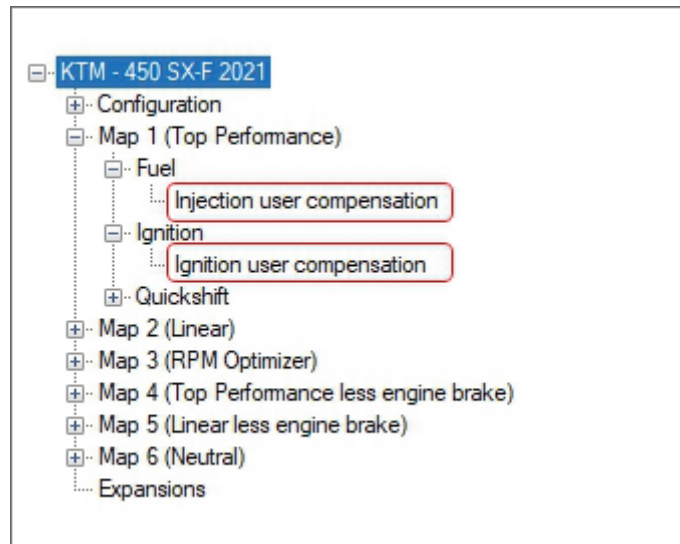 KTM - 450 SX-F 2021
Configuration
Map 1 (Top Performance)
Fuel
Injection user compensation
Ignition
Ignition user compensation
Quickshift
Map 2 (Linear)
Map 3 (RPM Optimizer)
Map 4 (Top Performance less engine brake)
Map 5 (Linear less engine brake)
Map 6 (Neutral)
Expansions